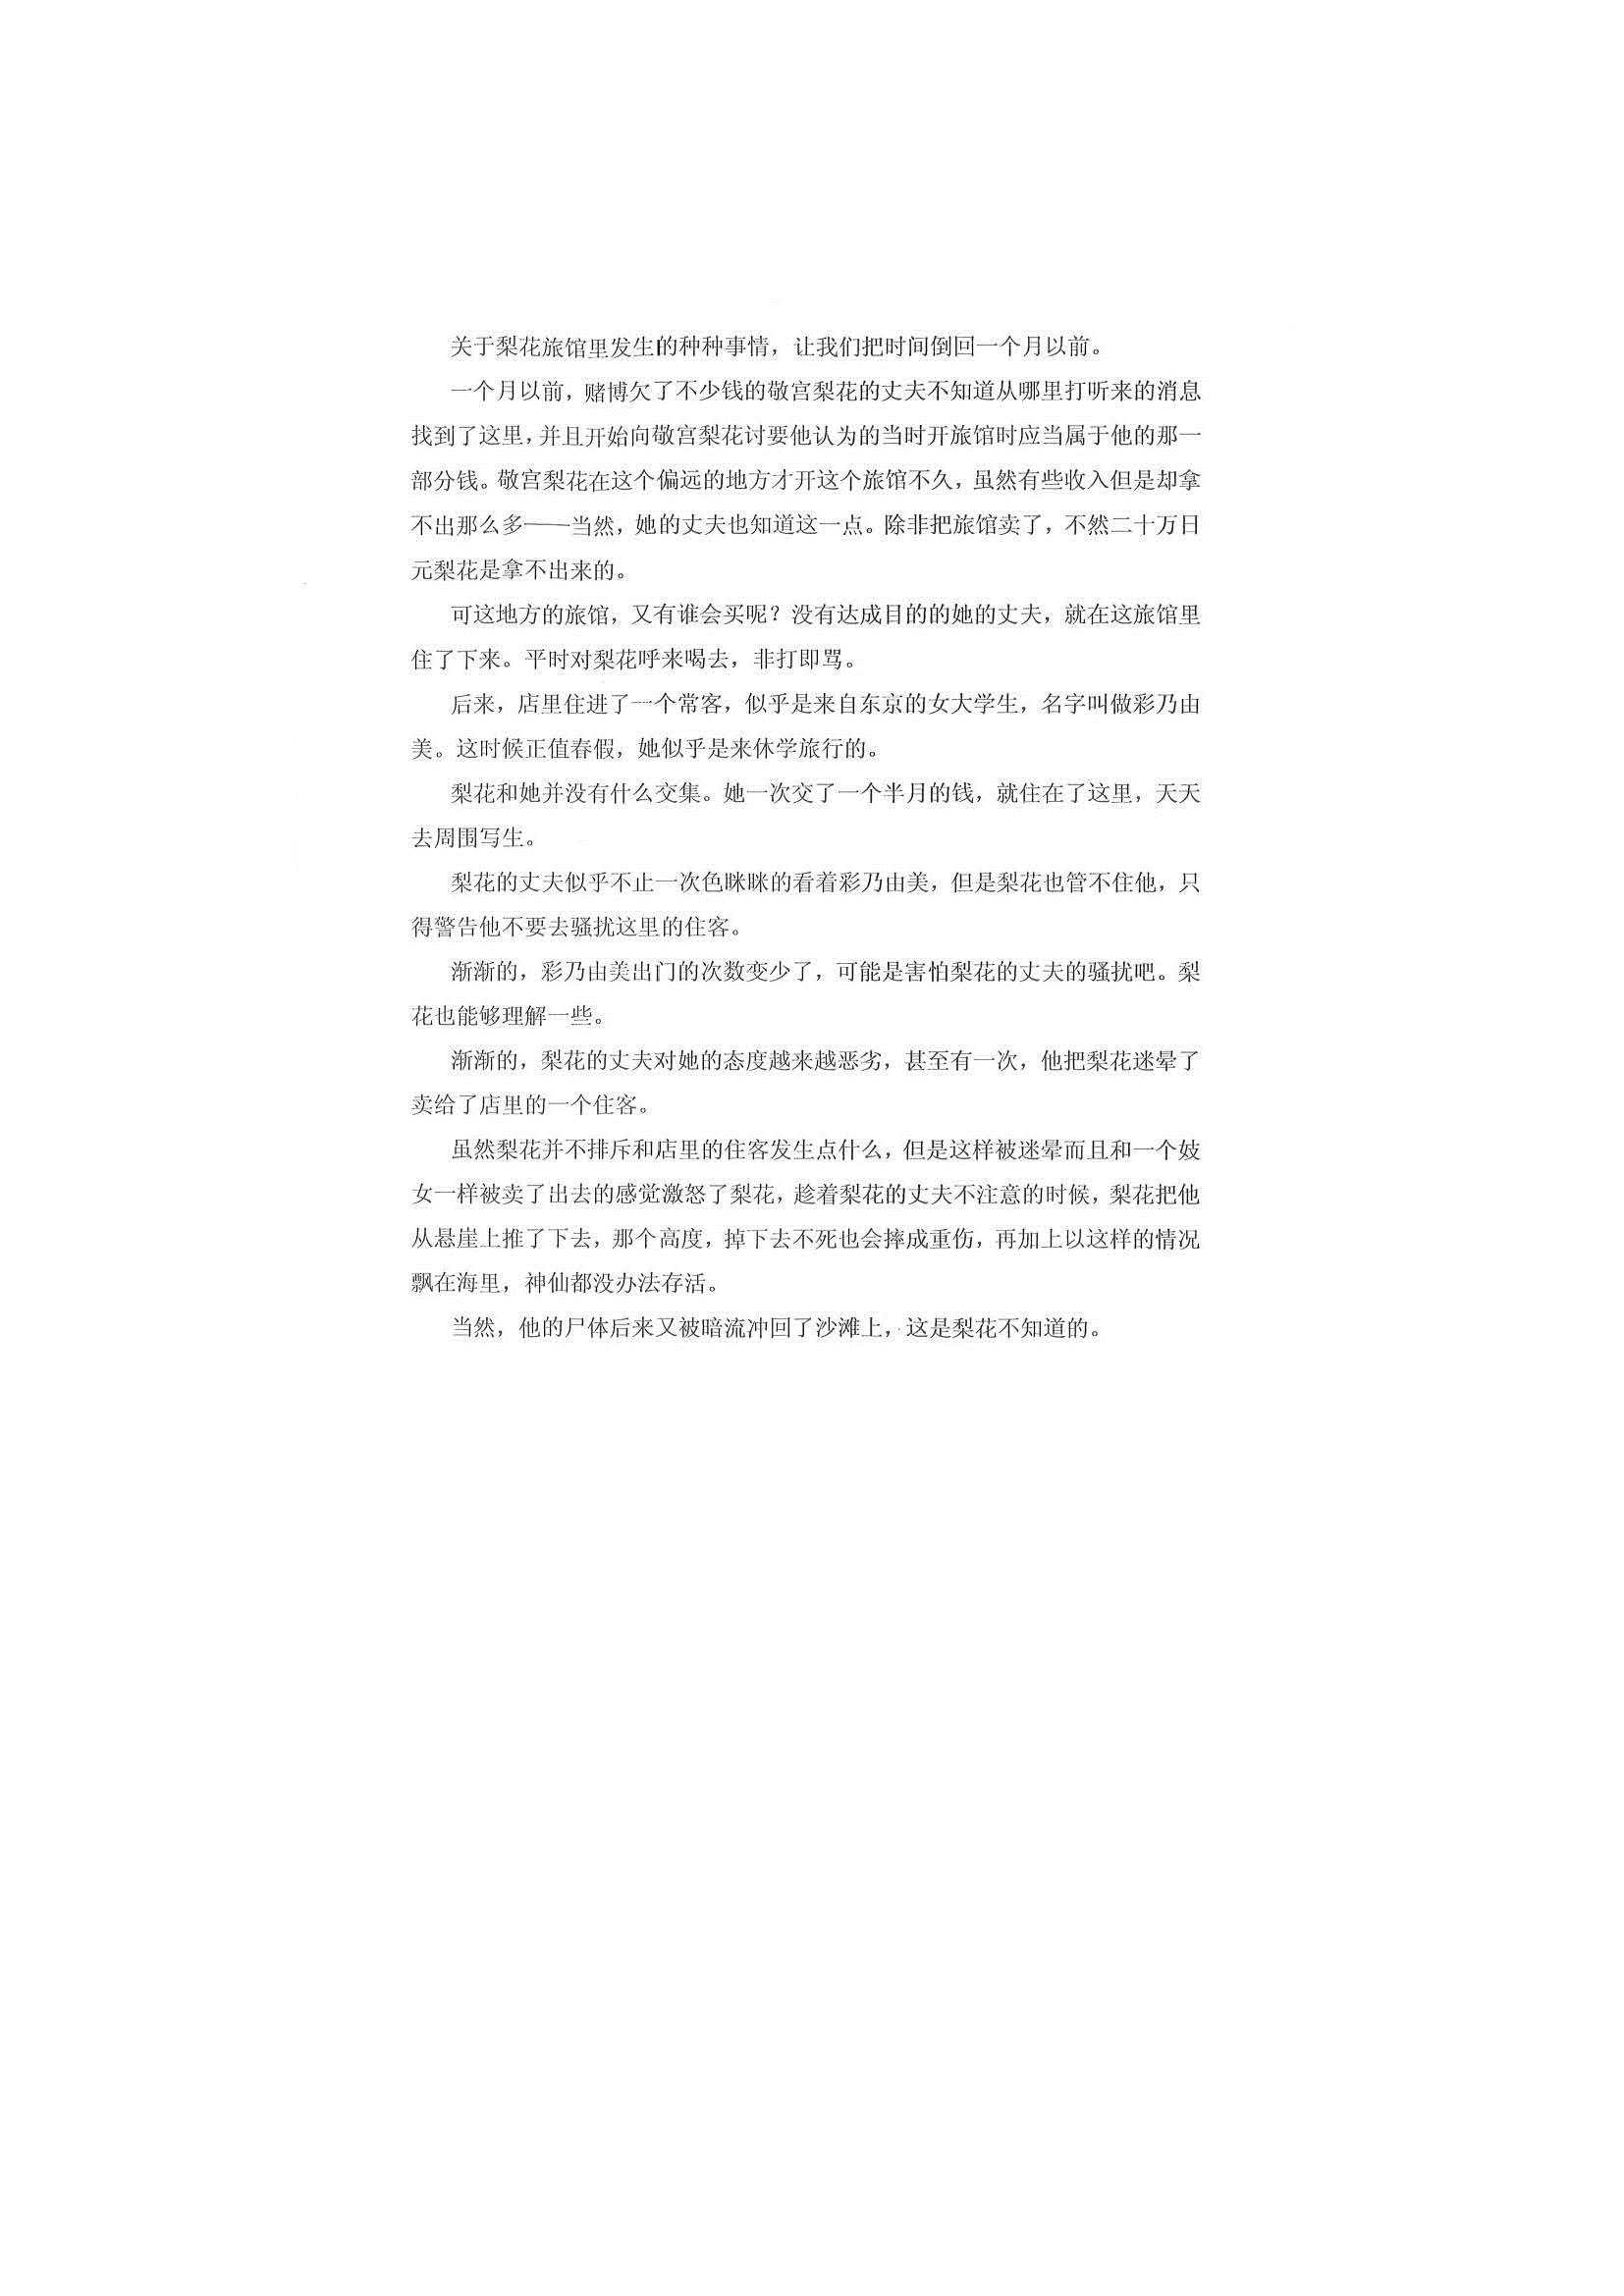 关于梨花旅馆里发生的种种事情，让我们把时间倒回一个月以前。
一个月以前，赌博欠了不少钱的敬宫梨花的丈夫不知道从哪里打听来的消息
找到了这里，并且开始向敬宫梨花讨要他认为的当时开旅馆时应当属于他的那一
部分钱。敬宫梨花在这个偏远的地方才开这个旅馆不久，虽然有些收入但是却拿
不出那么多——当然，她的丈夫也知道这一点。除非把旅馆卖了，不然二十万日
元梨花是拿不出来的。
可这地方的旅馆，又有谁会买呢？没有达成目的的她的丈夫，就在这旅馆里
住了下来。平时对梨花呼来喝去，非打即骂。
后来，店里住进了一个常客，似乎是来自东京的女大学生，名字叫做彩乃由
美。这时候正值春假，她似乎是来休学旅行的。
梨花和她并没有什么交集。她一次交了一个半月的钱，就住在了这里，天天
去周围写生。
梨花的丈夫似乎不止一次色眯眯的看着彩乃由美，但是梨花也管不住他，只
得警告他不要去骚扰这里的住客。
渐渐的，彩乃由美出门的次数变少了，可能是害怕梨花的丈夫的骚扰吧。梨
花也能够理解一些。
渐渐的，梨花的丈夫对她的态度越来越恶劣，甚至有一次，他把梨花迷晕了
卖给了店里的一个住客。
虽然梨花并不排斥和店里的住客发生点什么，但是这样被迷晕而且和一个妓
女一样被卖了出去的感觉激怒了梨花，趁着梨花的丈夫不注意的时候，梨花把他
从悬崖上推了下去，那个高度，掉下去不死也会摔成重伤，再加上以这样的情况
飘在海里，神仙都没办法存活。
当然，他的尸体后来又被暗流冲回了沙滩上，这是梨花不知道的。